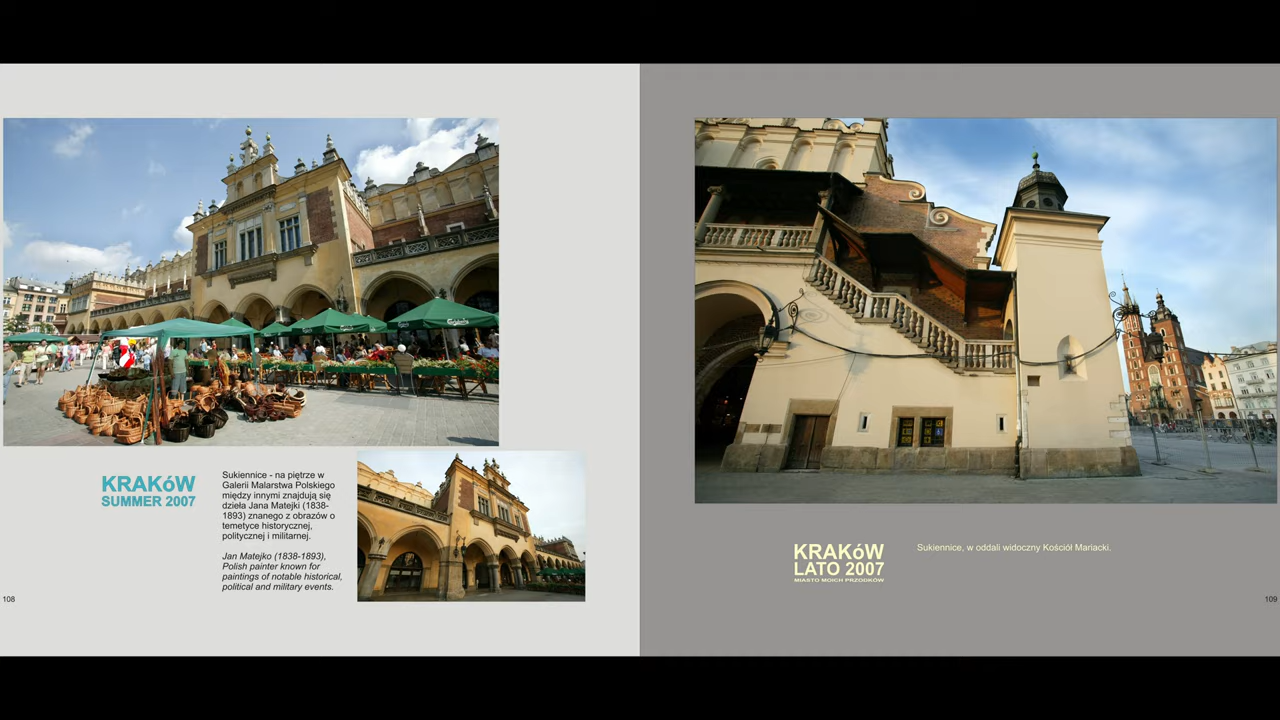 Carlsberg
Carlsberg
KRAKóW
SUMMER 2007
Sukiennice - na piętrze w
Galerii Malarstwa Polskiego
między innymi znajdują się
dzieła Jana Matejki (1838-
1893) znanego z obrazów o
temetyce historycznej,
politycznej i militarnej.
Jan Matejko (1838-1893),
Polish painter known for
paintings of notable historical,
political and military events.
108
KRAKóW
LATO 2007
MIASTO MOICH PRZODKÓW
Sukiennice, w oddali widoczny Kościół Mariacki.
109